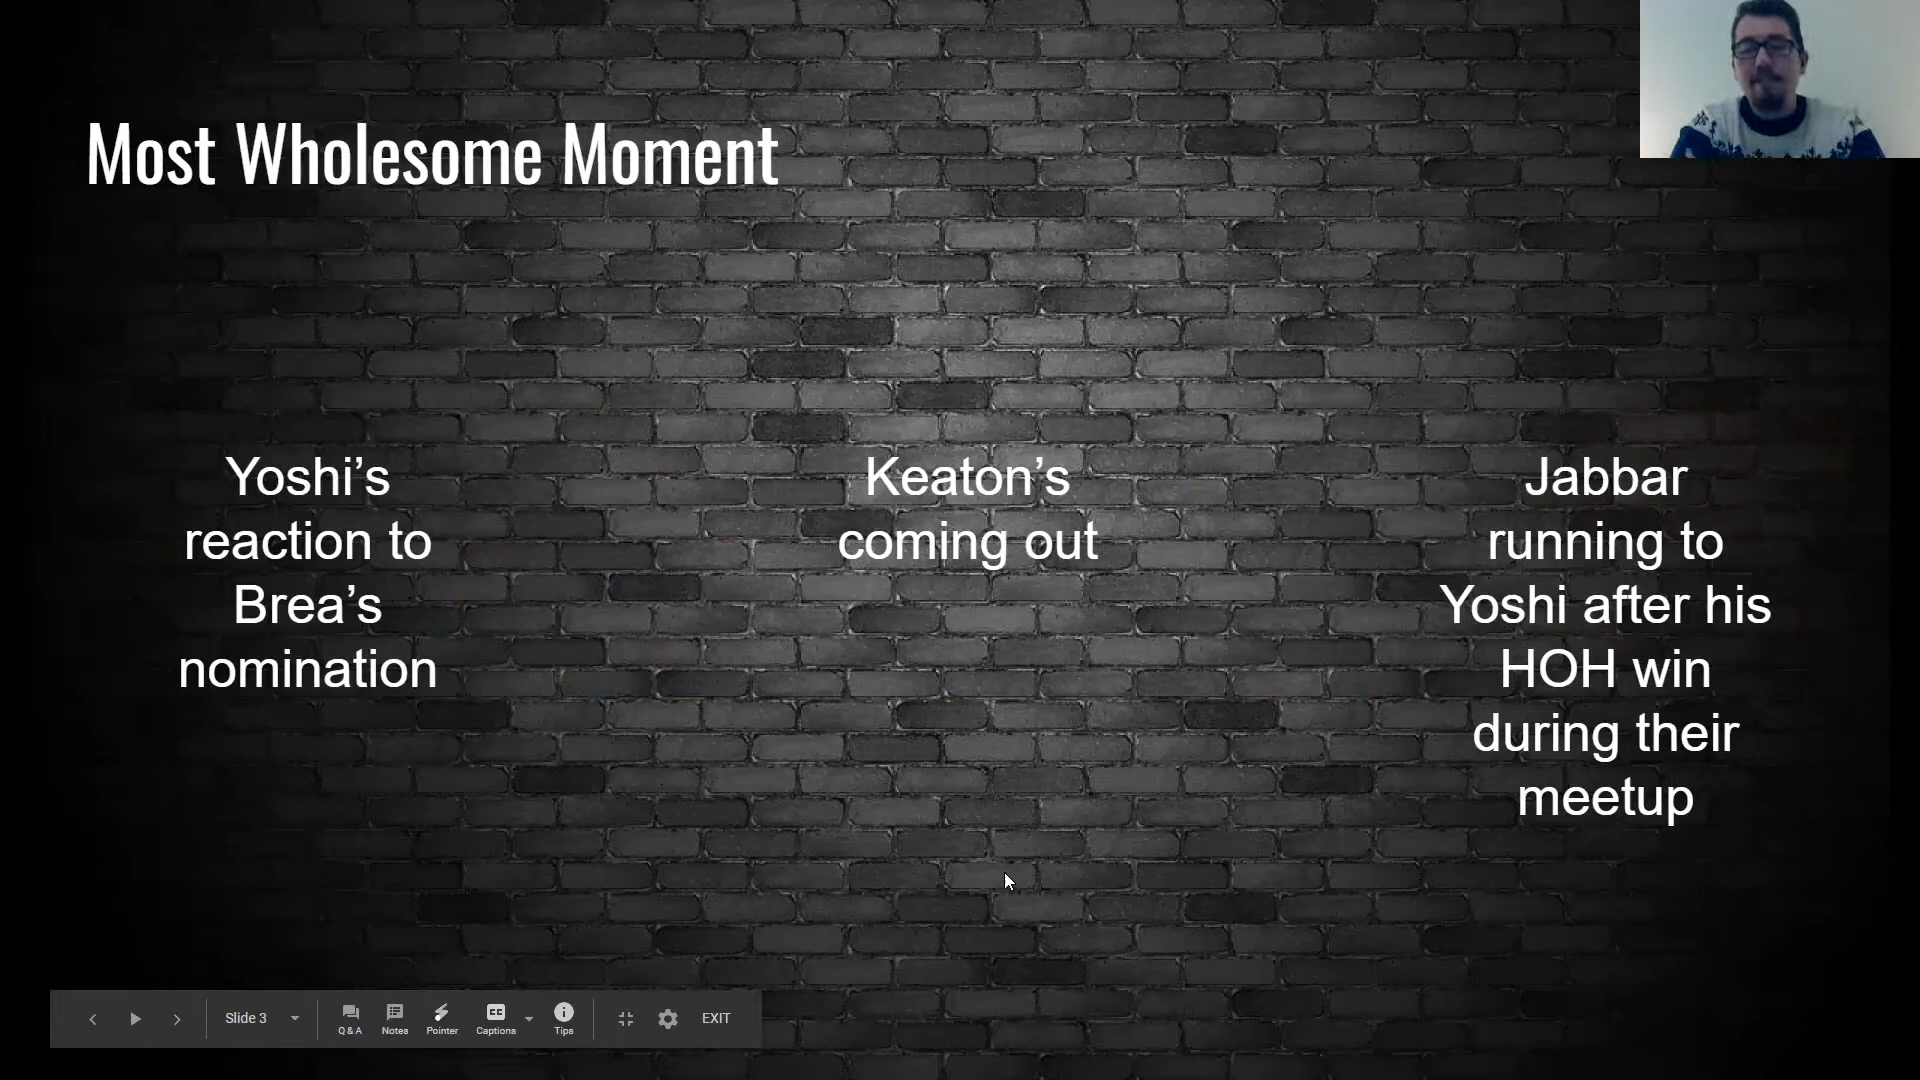 Most Wholesome Moment
Yoshi’s
reaction to
Brea’s
nomination
Keaton’s
coming out
Jabbar
running to
Yoshi after his
HOH win
during their
meetup
Slide 3
Q & A
Notes
Pointer
CC
Captions
Tips
EXIT